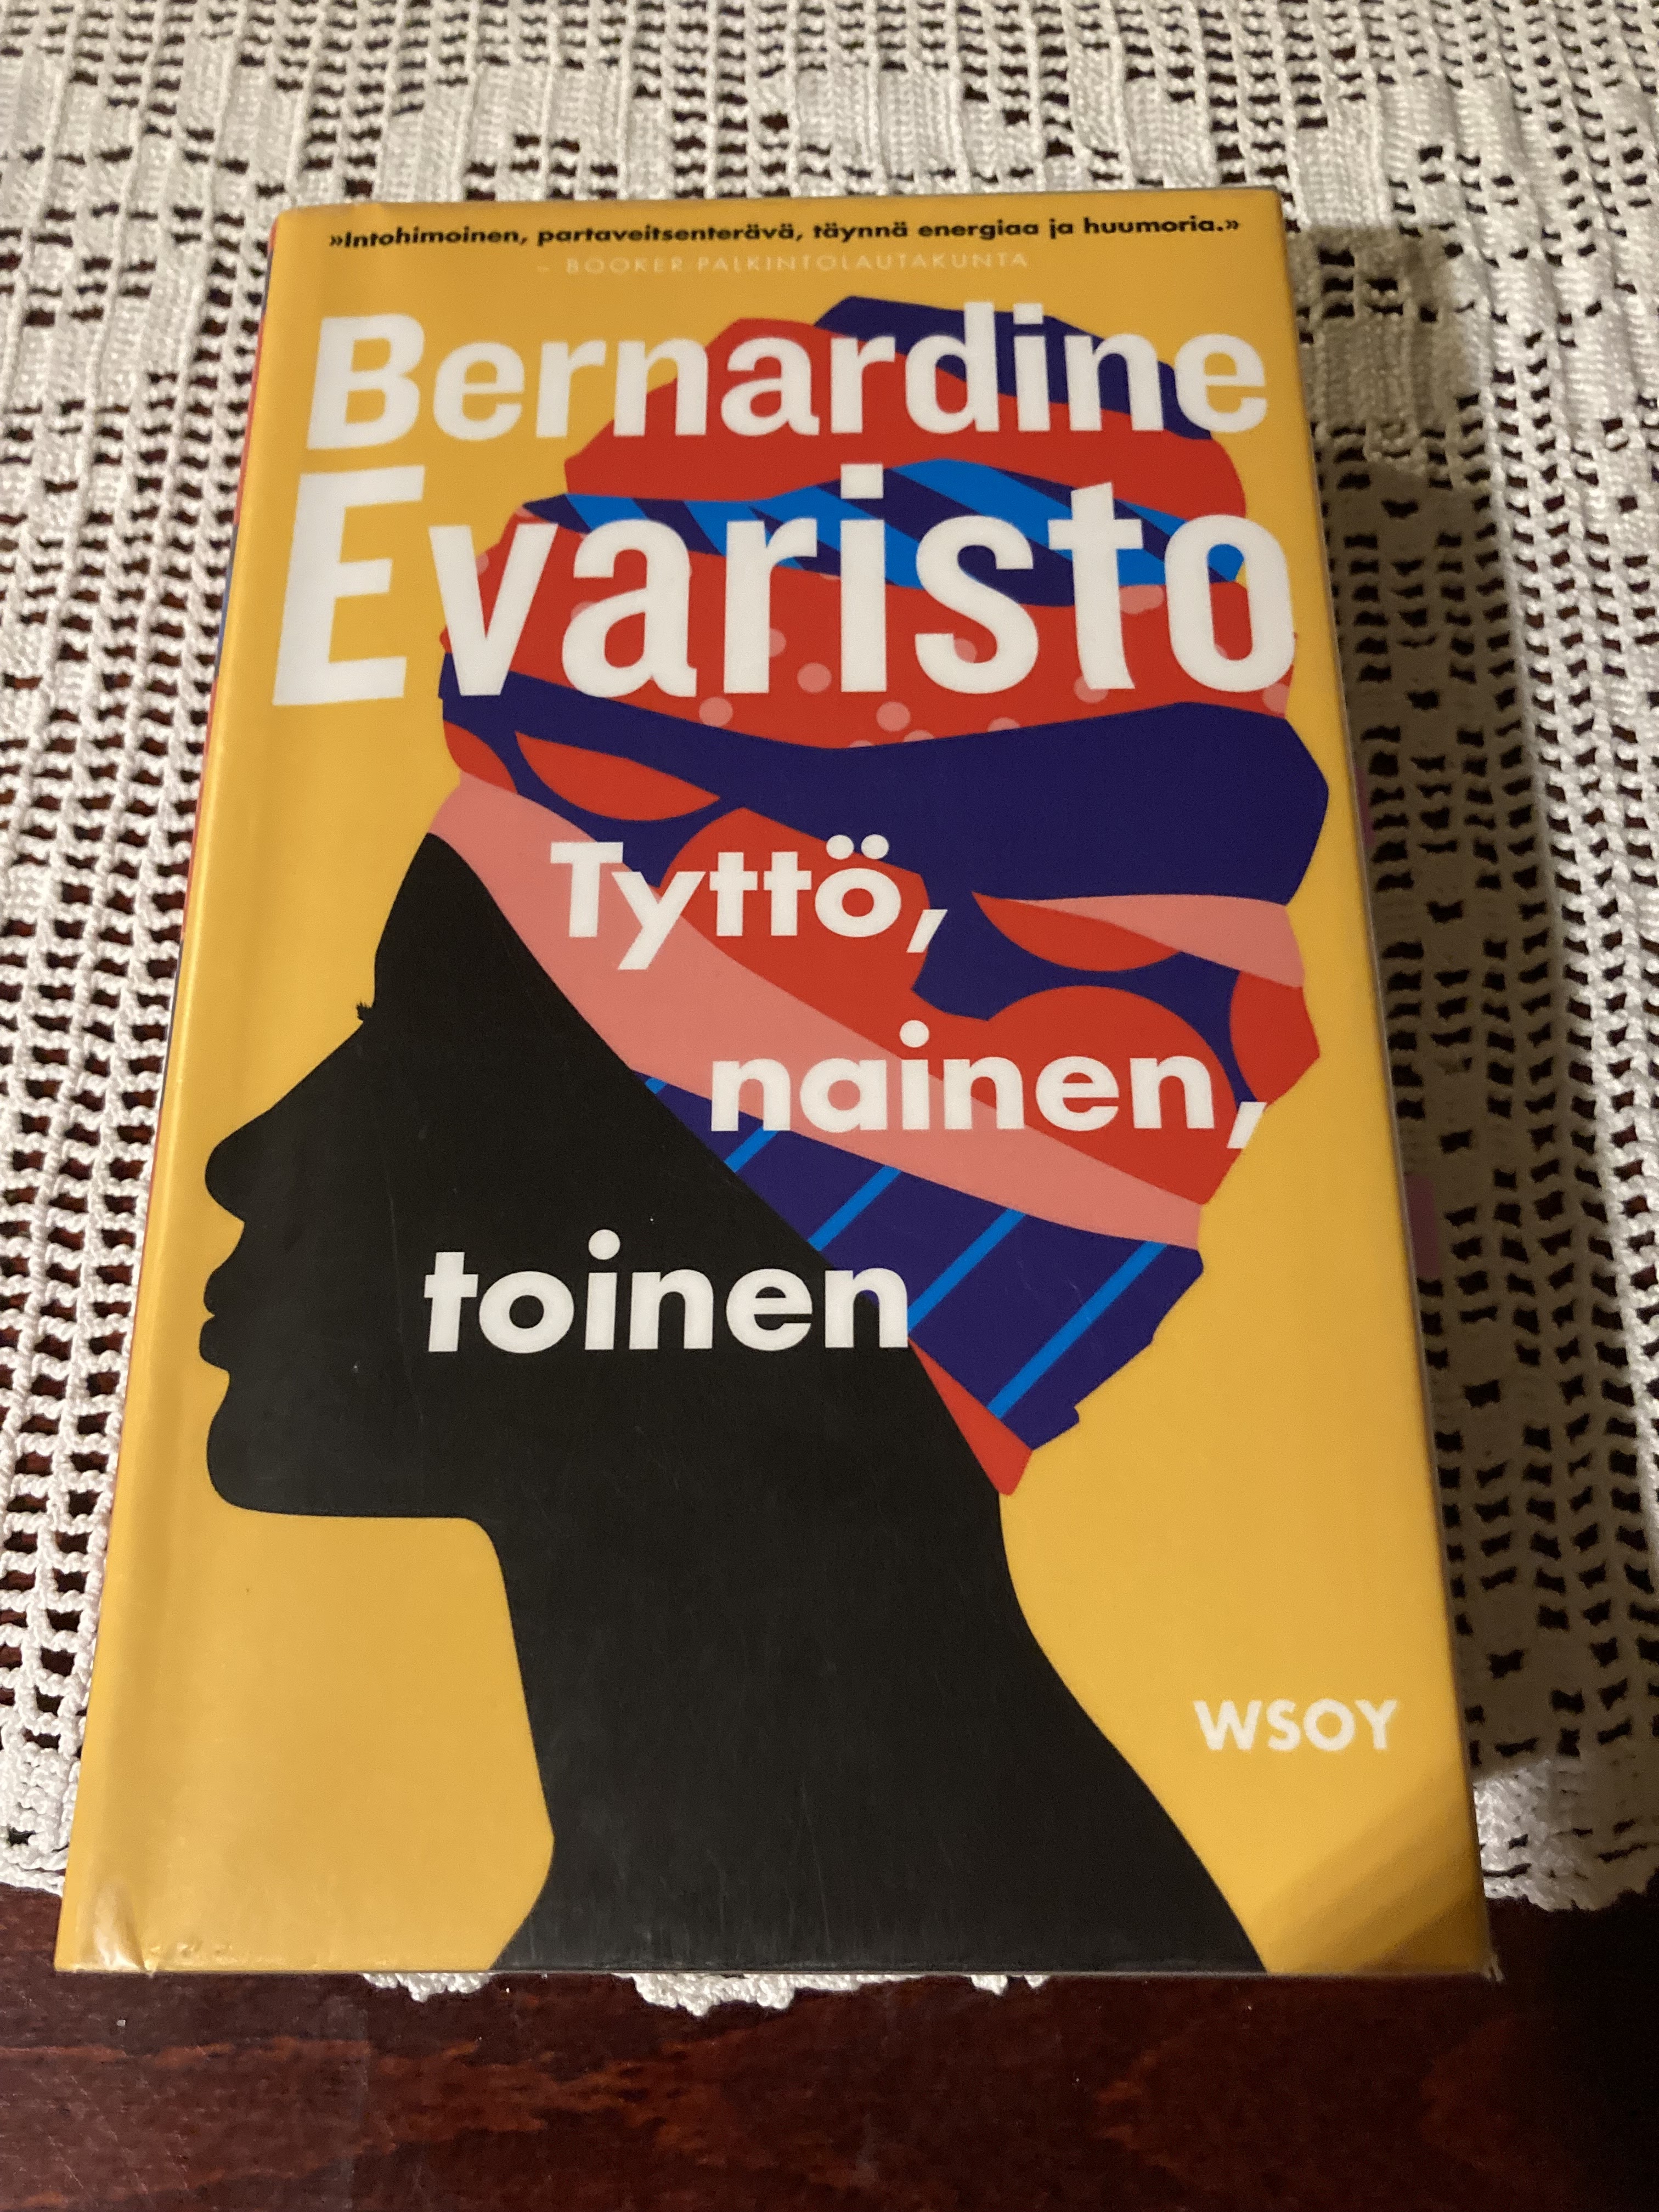 »Intohimoinen, partaveitsenterävä, täynnä energiaa ja huumoria.»
– BOOKER-PALKINTOLAUTAKUNTA
Bernardine
Evaristo
Tyttö,
nainen,
toinen
WSOY